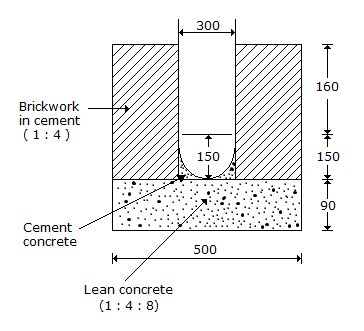 300
160
Brickwork
in cement
( 1 : 4 )
150
150
90
Cement
concrete
500
Lean concrete
(1 : 4 : 8)